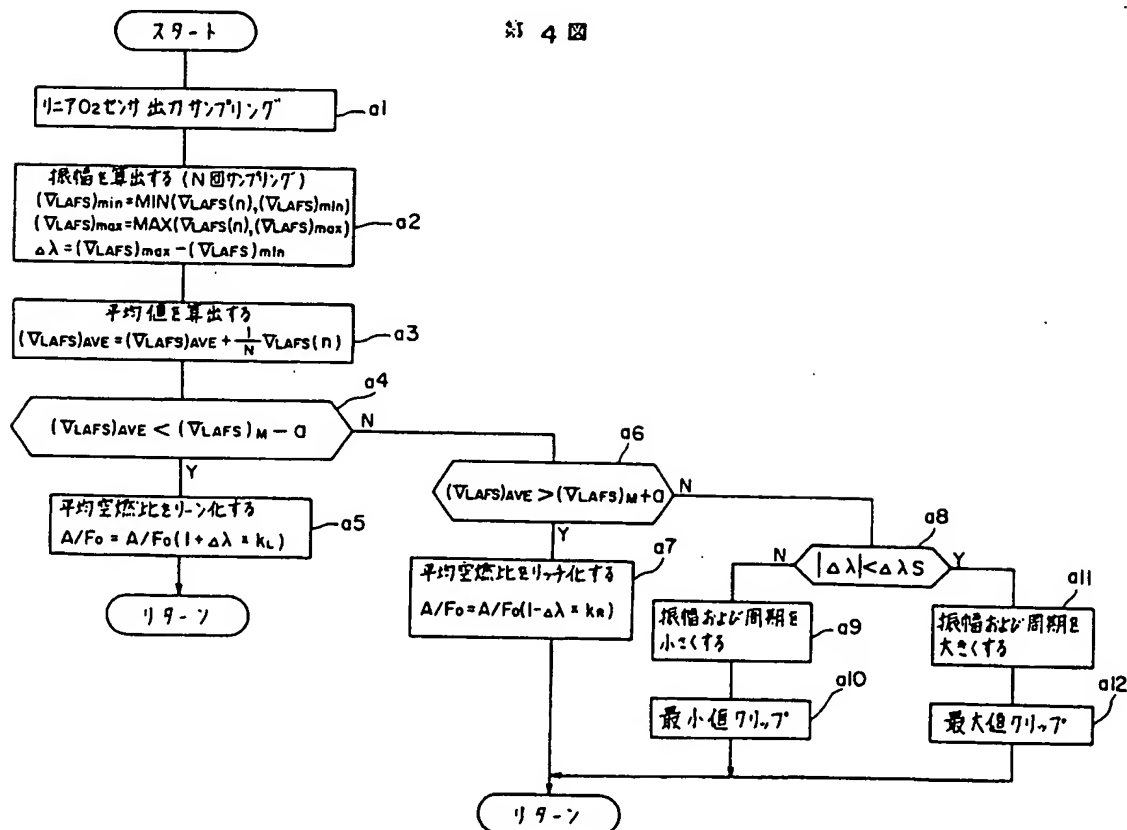 第 4 図
スタート
リニアO2センサ出力サンプリング
a1
振幅を算出する(N回サンプリング)
(∇LAFS)min=MIN(∇LAFS(n),(∇LAFS)min)
(∇LAFS)max=MAX(∇LAFS(n),(∇LAFS)max)
Δλ=(∇LAFS)max-(∇LAFS)min
a2
平均値を算出する
(∇LAFS)AVE=(∇LAFS)AVE+1/N ∇LAFS(n)
a3
a4
(∇LAFS)AVE<(∇LAFS)M-a
N
Y
平均空燃比をリーン化する
A/Fo=A/Fo(1+Δλ*kL)
a5
リターン
a6
(∇LAFS)AVE>(∇LAFS)M+a
N
Y
平均空燃比をリッチ化する
A/Fo=A/Fo(1-Δλ*kR)
a7
a8
|Δλ|<ΔλS
N
Y
振幅および周期を
小さくする
a9
最小値クリップ
a10
振幅および周期を
大きくする
a11
最大値クリップ
a12
リターン